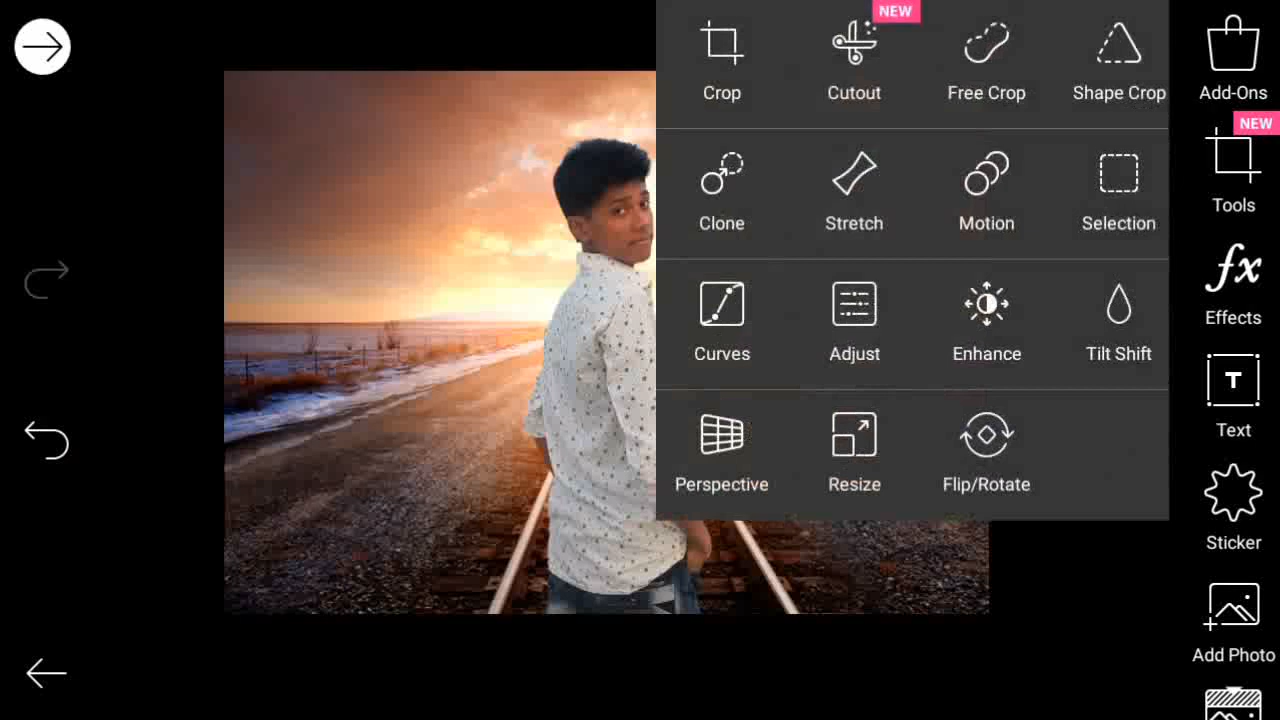 NEW
Crop Cutout Free Crop Shape Crop
Clone Stretch Motion Selection
Curves Adjust Enhance Tilt Shift
Perspective Resize Flip/Rotate
Add-Ons
NEW
Tools
fx
Effects
T
Text
Sticker
Add Photo